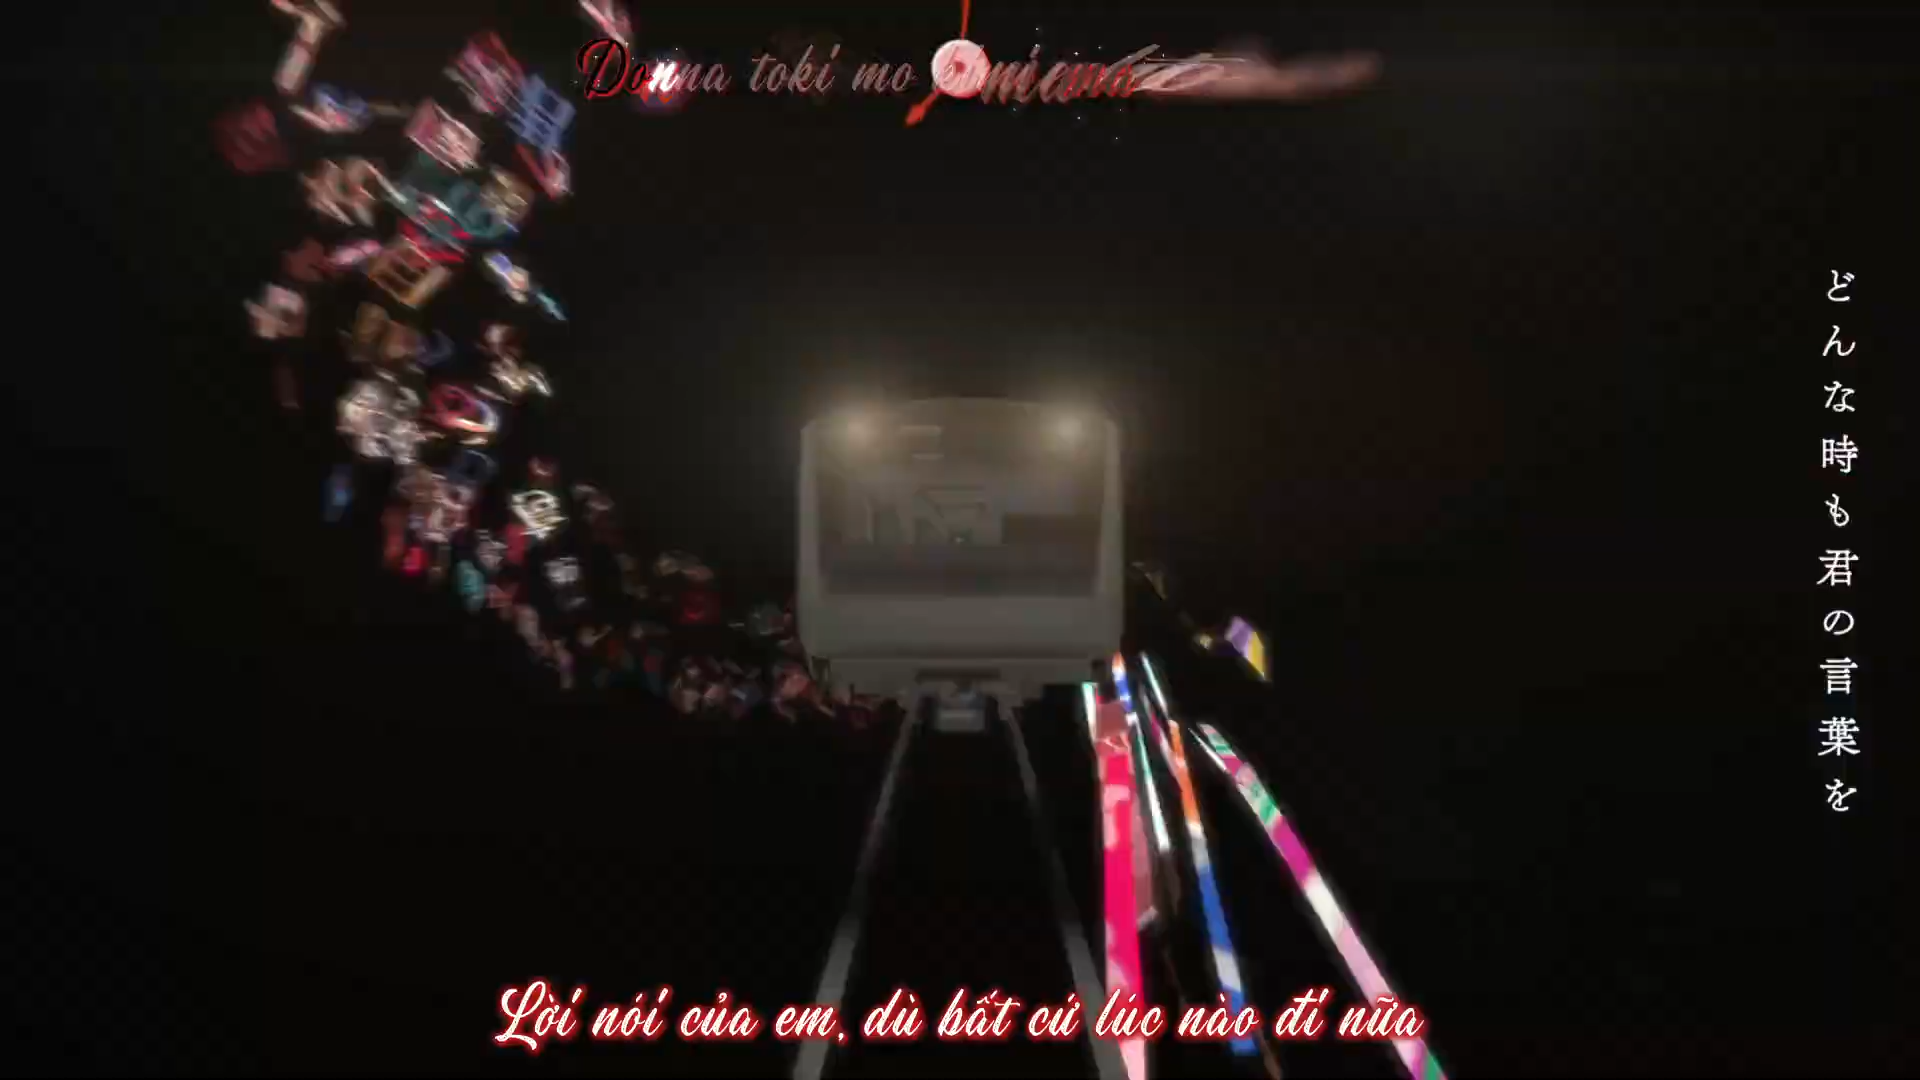 Donna toki mo kimi
どんな時も君の言葉を
Lời nói của em, dù bất cứ lúc nào đi nữa